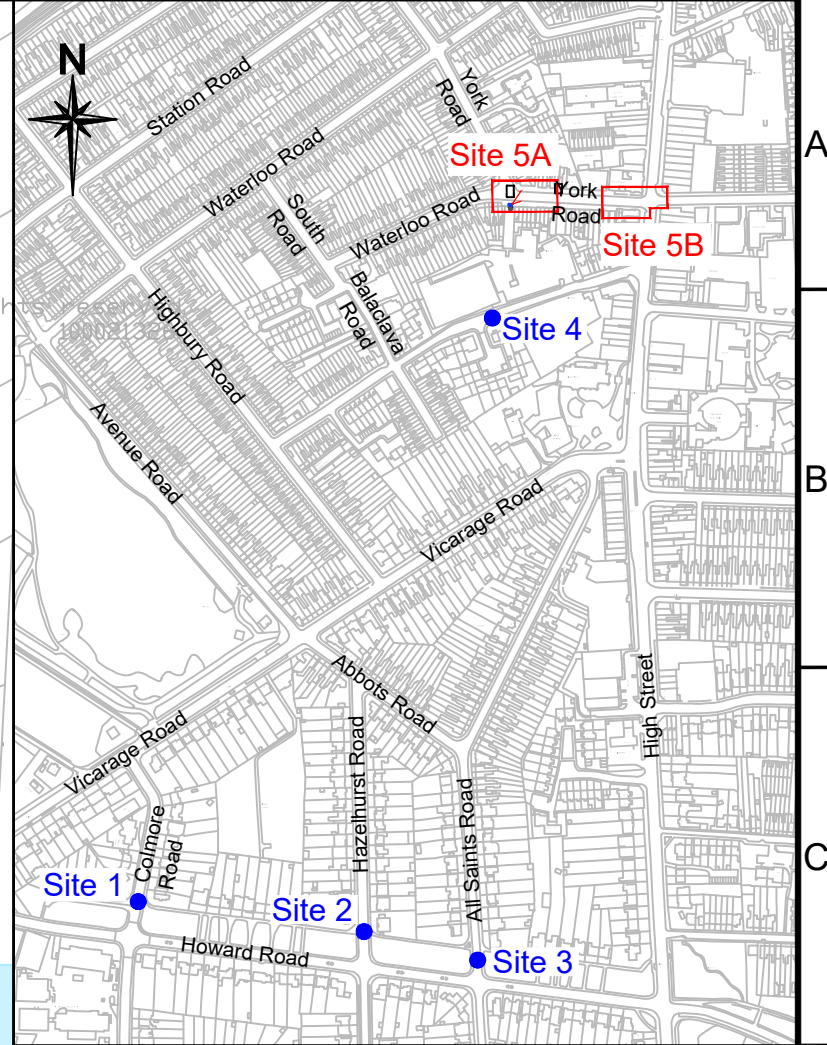 N
Station Road
York
Road
A
Site 5A
Waterloo Road
York
Road
South
Road
Waterloo Road
Site 5B
Balaclava
Road
Highbury Road
Site 4
Avenue Road
B
Vicarage Road
Abbots Road
High Street
Vicarage Road
Hazelhurst Road
All Saints Road
Colmore
Road
C
Site 1
Site 2
Howard Road
Site 3